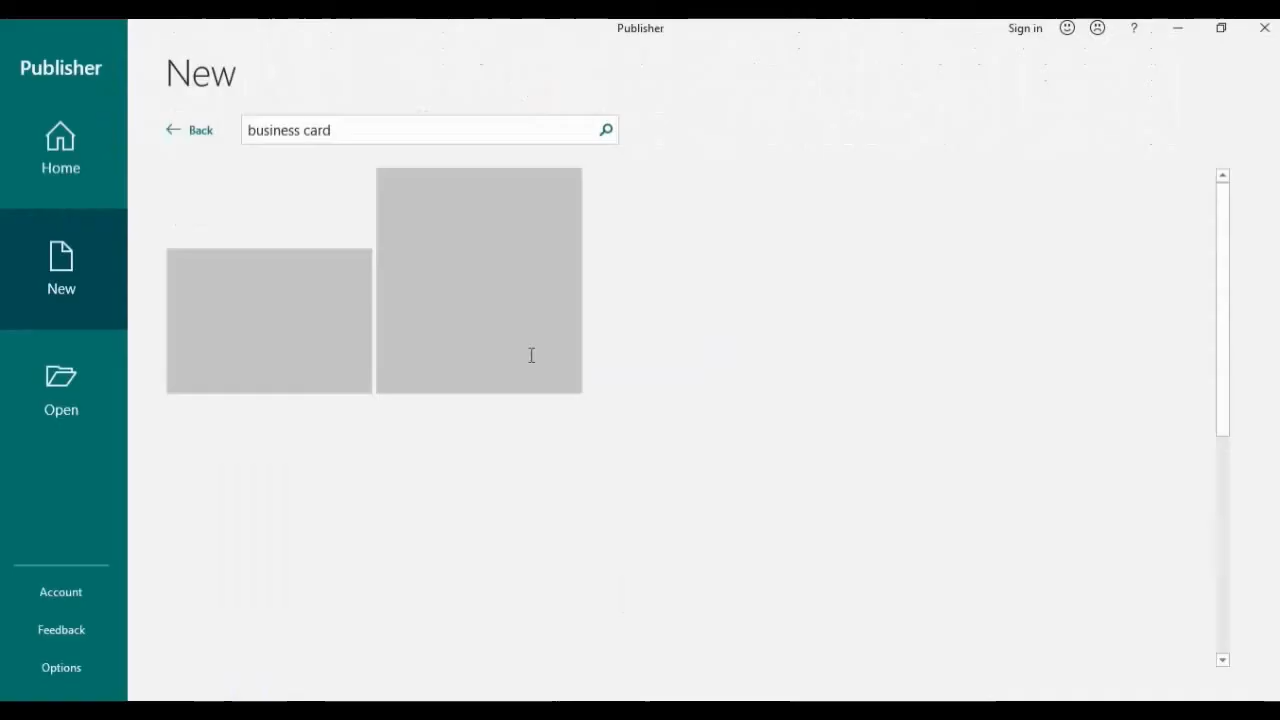 Publisher
Sign in
?
Publisher
New
Back
business card
Home
New
Open
Account
Feedback
Options